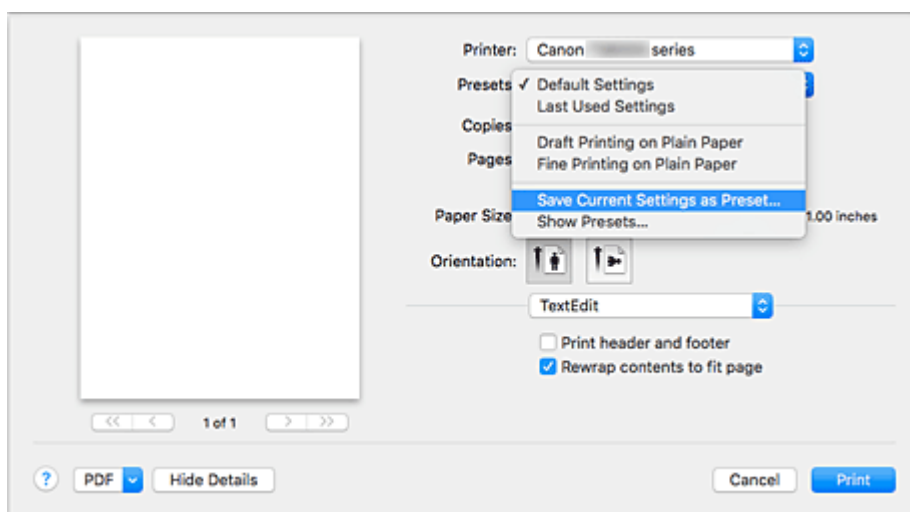 Printer: Canon series
Presets ✓ Default Settings
Last Used Settings
Copies
Draft Printing on Plain Paper
Pages
Fine Printing on Plain Paper
Save Current Settings as Preset...
Paper Size
Show Presets...
1.00 inches
Orientation:
TextEdit
Print header and footer
Rewrap contents to fit page
<< < 1 of 1 > >>
? PDF Hide Details Cancel Print